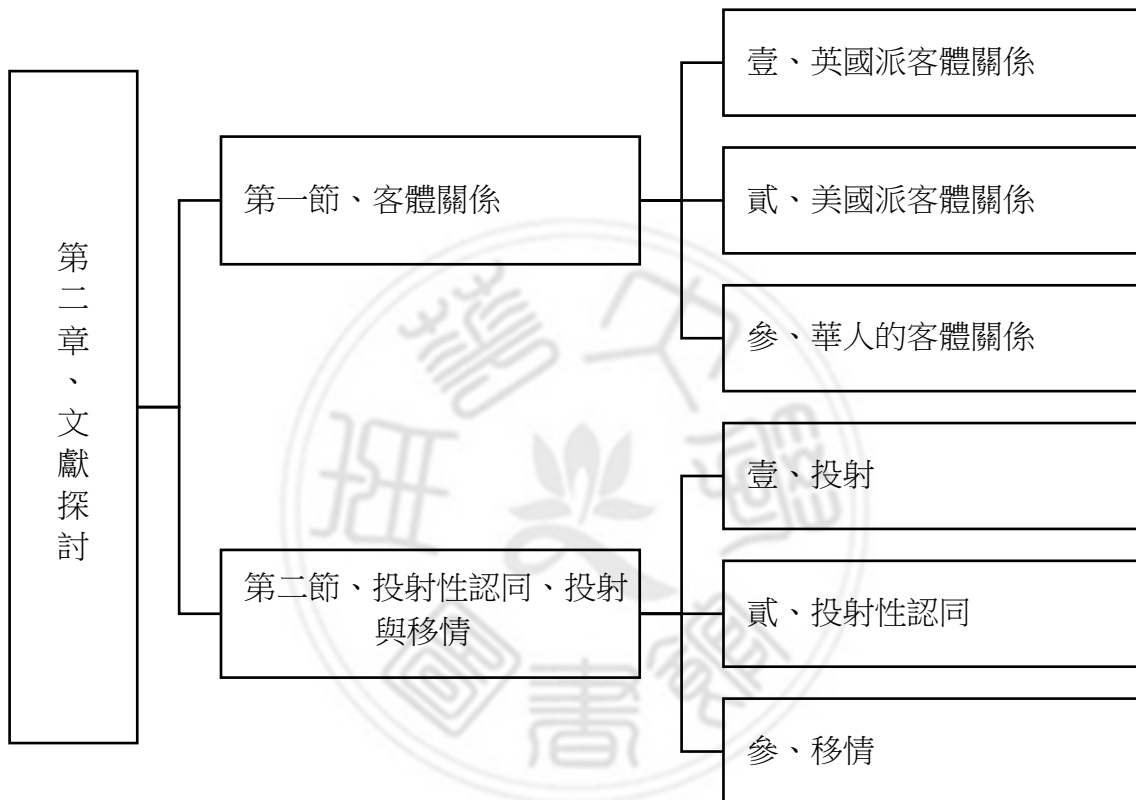 第二章、文獻探討
第一節、客體關係
壹、英國派客體關係
貳、美國派客體關係
參、華人的客體關係
第二節、投射性認同、投射
與移情
壹、投射
貳、投射性認同
參、移情